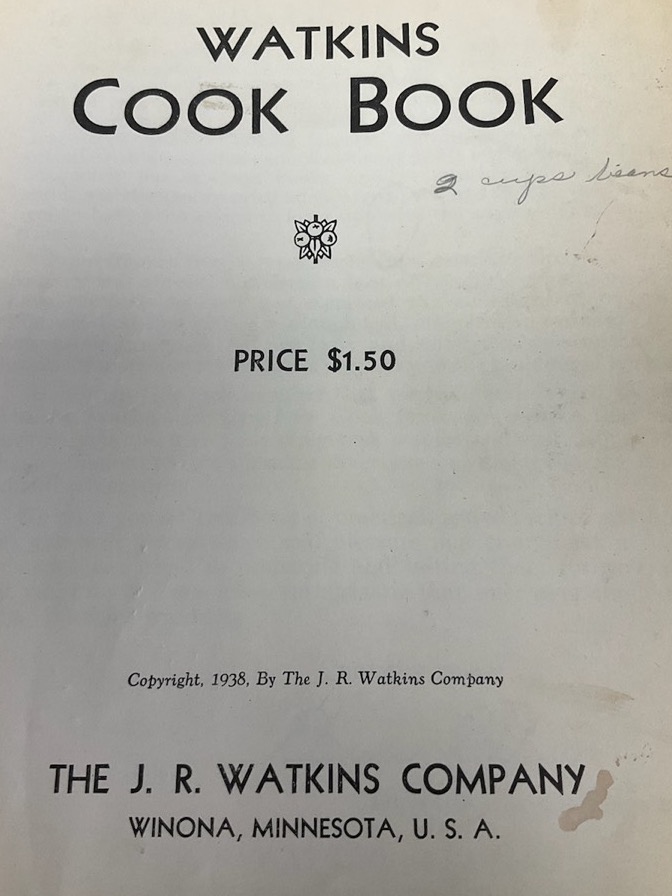 WATKINS
COOK BOOK
2 cups beans
PRICE $1.50
Copyright, 1938, By The J. R. Watkins Company
THE J. R. WATKINS COMPANY
WINONA, MINNESOTA, U. S. A.